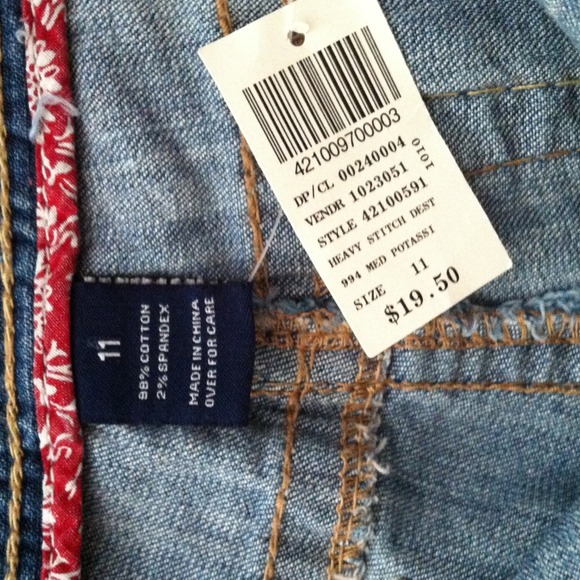 421009700003
DP/CL 00240004
VENDR 1023051 1010
STYLE 42100591
HEAVY STITCH DEST
994 MED POTASSI
SIZE 11
$19.50
11
98% COTTON
2% SPANDEX
MADE IN CHINA
OVER FOR CARE